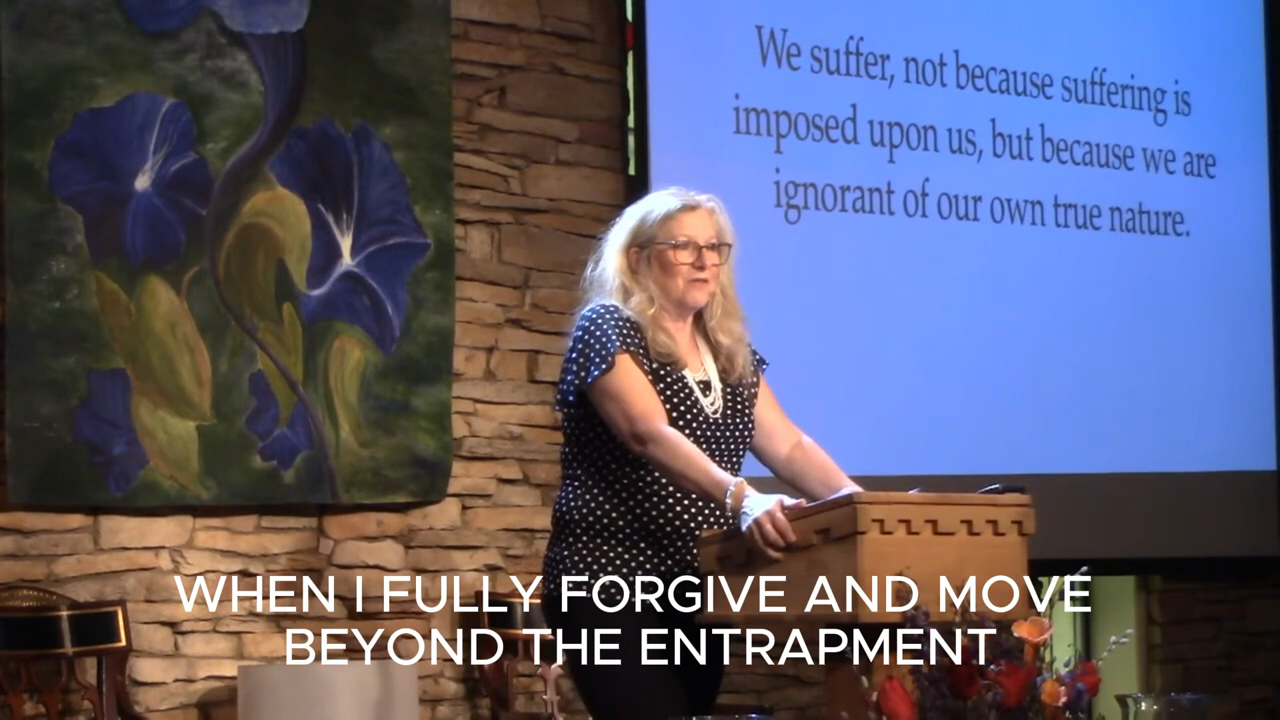 We suffer, not because suffering is
imposed upon us, but because we are
ignorant of our own true nature.
WHEN I FULLY FORGIVE AND MOVE
BEYOND THE ENTRAPMENT